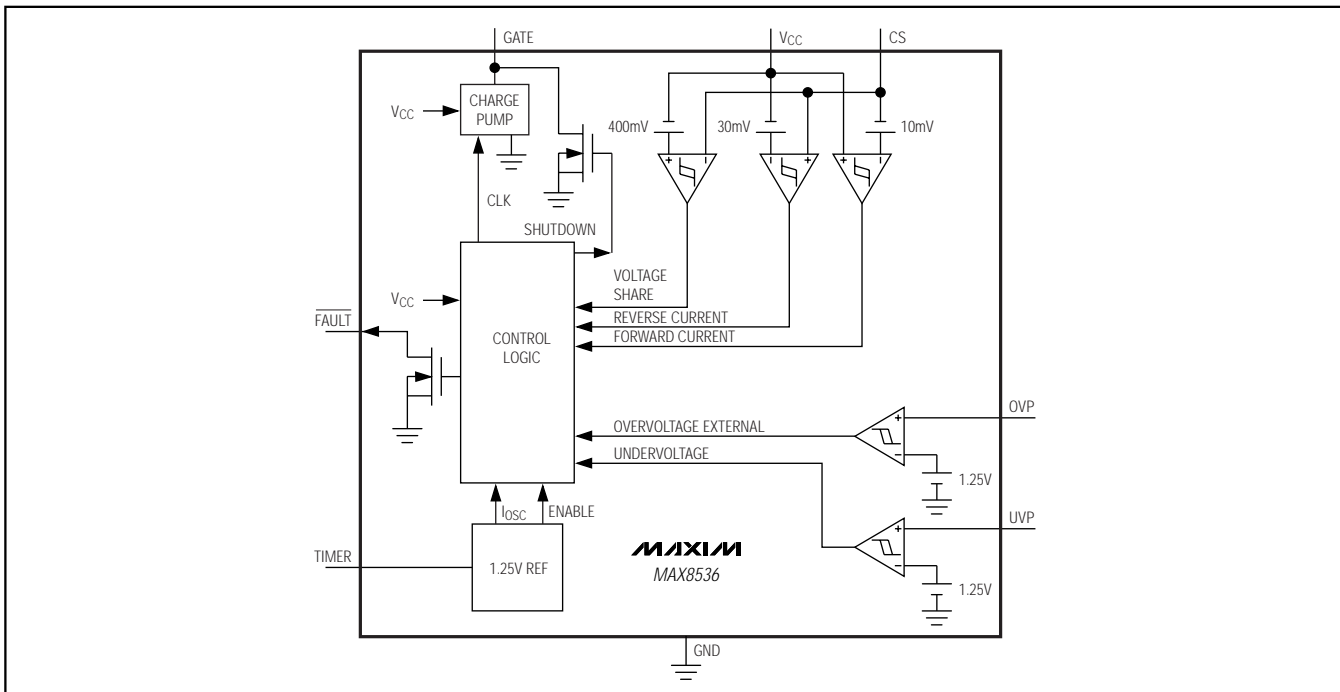 GATE
VCC
CS
CHARGE
PUMP
VCC
400mV
30mV
10mV
+
−
−
+
+
−
CLK
SHUTDOWN
VOLTAGE
SHARE
VCC
REVERSE CURRENT
FAULT
FORWARD CURRENT
CONTROL
LOGIC
OVP
+
OVERVOLTAGE EXTERNAL
UNDERVOLTAGE
−
1.25V
IOSC
ENABLE
UVP
+
MAXIM
TIMER
1.25V REF
MAX8536
−
1.25V
GND